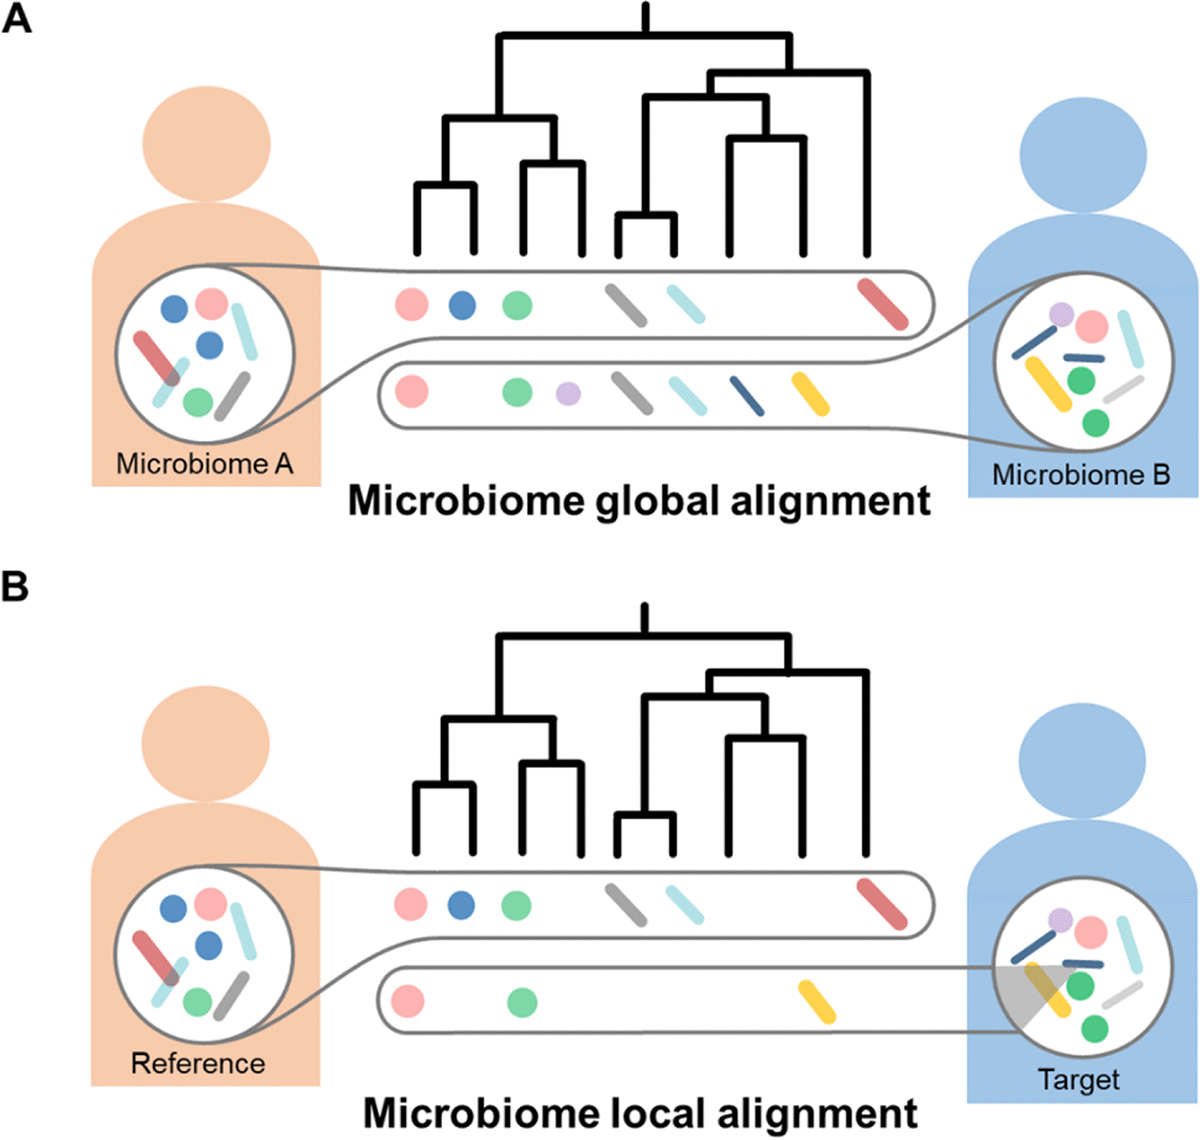 A
Microbiome A
Microbiome B
Microbiome global alignment
B
Reference
Target
Microbiome local alignment